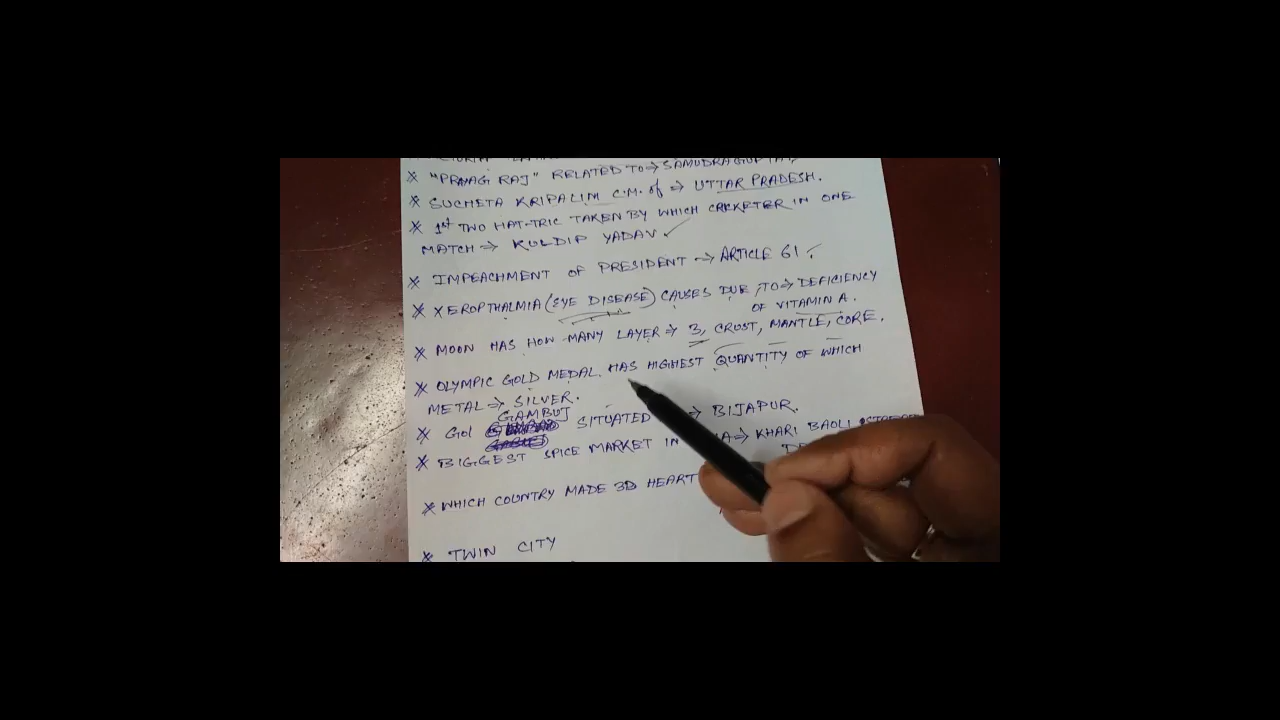 * "PRAYAG RAJ" RELATED TO → SAMUDRAGUPTA,
* SUCHETA KRIPALINI C.M. of ⇒ UTTAR PRADESH.
* 1st TWO HAT-TRIC TAKEN BY WHICH CRICKETER IN ONE
MATCH ⇒ KULDIP YADAV ✓
* IMPEACHMENT OF PRESIDENT → ARTICLE 61.
* XEROPTHALMIA (EYE DISEASE) CAUSES DUE TO ⇒ DEFICIENCY
OF VITAMIN A.
* MOON HAS HOW MANY LAYER ⇒ 3, CRUST, MANTLE, CORE.
* OLYMPIC GOLD MEDAL HAS HIGHEST QUANTITY OF WHICH
METAL ⇒ SILVER.
* GOL GAMBUJ SITUATED → BIJAPUR.
* BIGGEST SPICE MARKET IN → KHARI BAOLI
* WHICH COUNTRY MADE 3D HEART
* TWIN CITY